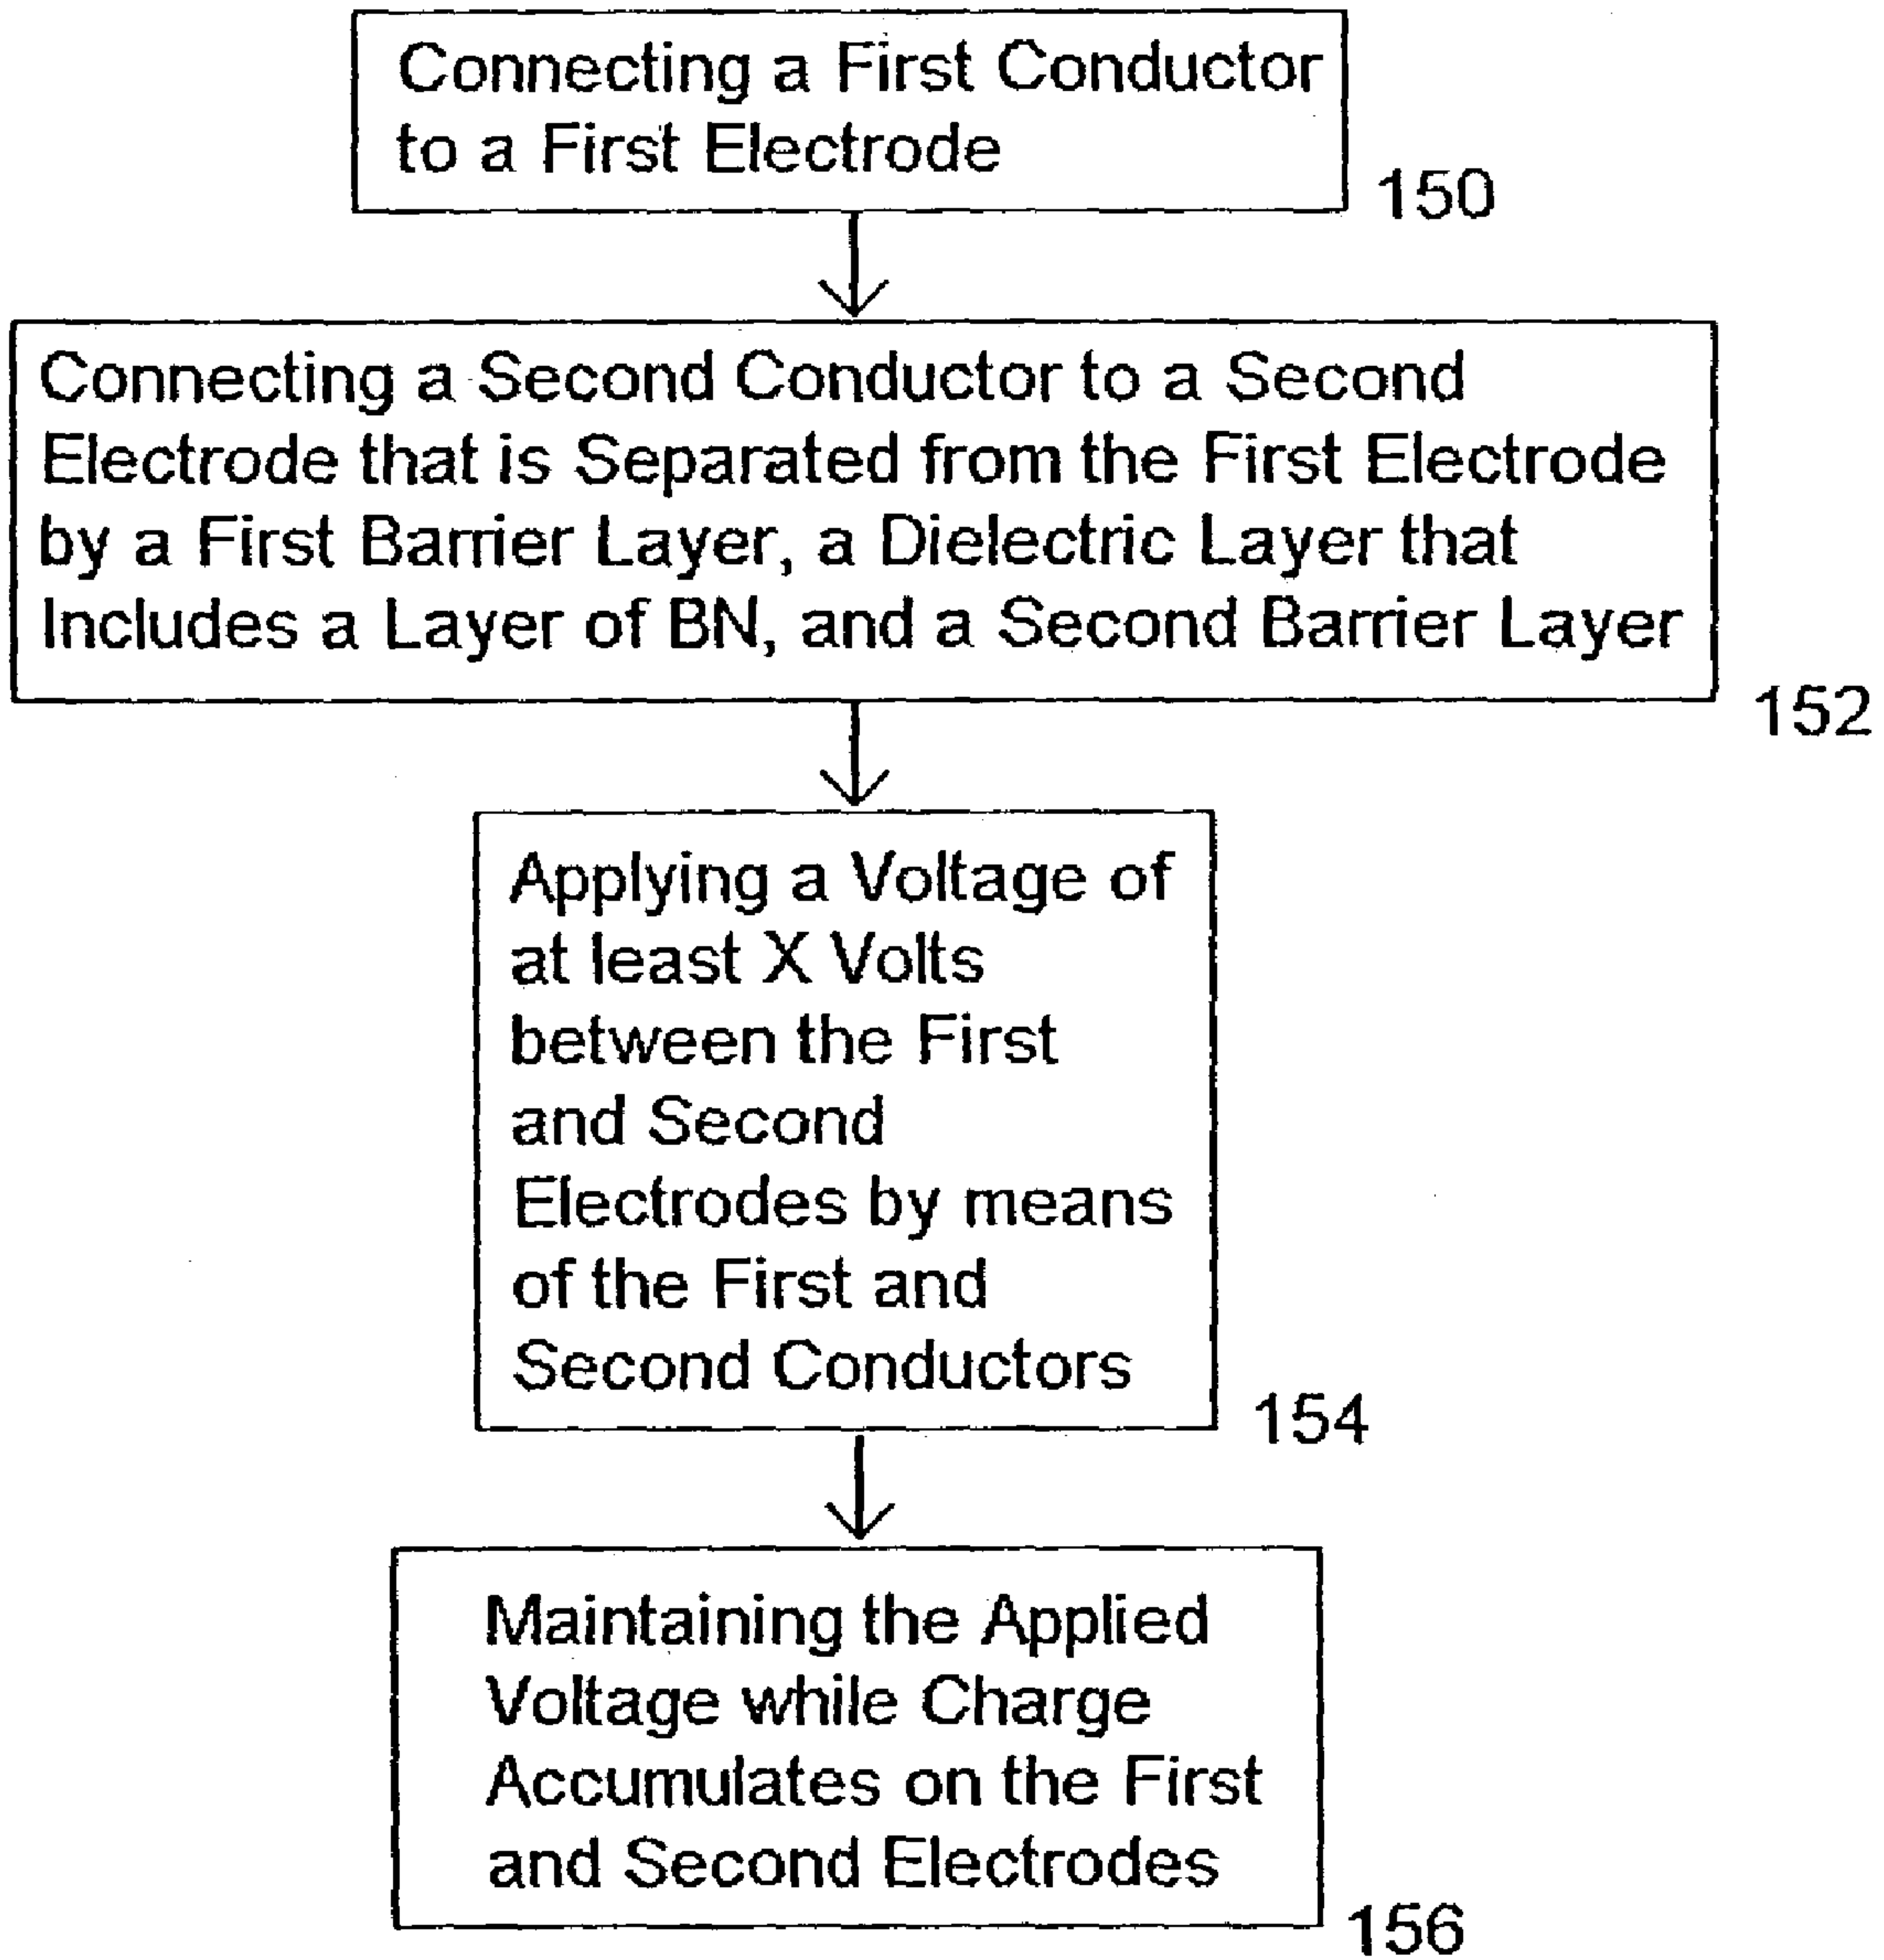 Connecting a First Conductor
to a First Electrode
150
Connecting a Second Conductor to a Second
Electrode that is Separated from the First Electrode
by a First Barrier Layer, a Dielectric Layer that
Includes a Layer of BN, and a Second Barrier Layer
152
Applying a Voltage of
at least X Volts
between the First
and Second
Electrodes by means
of the First and
Second Conductors
154
Maintaining the Applied
Voltage while Charge
Accumulates on the First
and Second Electrodes
156